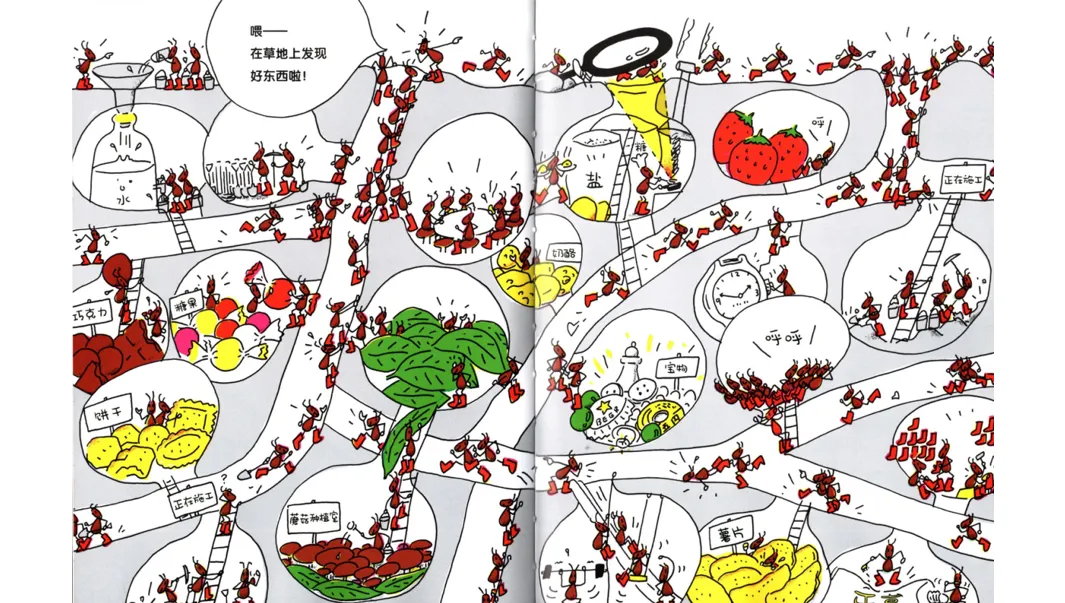 喂——
在草地上发现
好东西啦！
水
糖
盐
呼
正在施工
奶酪
巧克力
糖果
宝物
呼呼
饼干
正在施工
蘑菇种植室
薯片